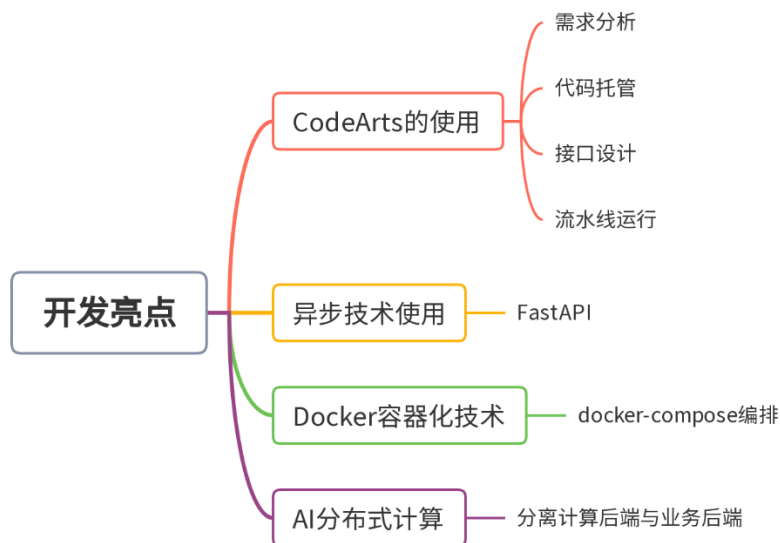 开发亮点
CodeArts的使用
需求分析
代码托管
接口设计
流水线运行
异步技术使用
FastAPI
Docker容器化技术
docker-compose编排
AI分布式计算
分离计算后端与业务后端